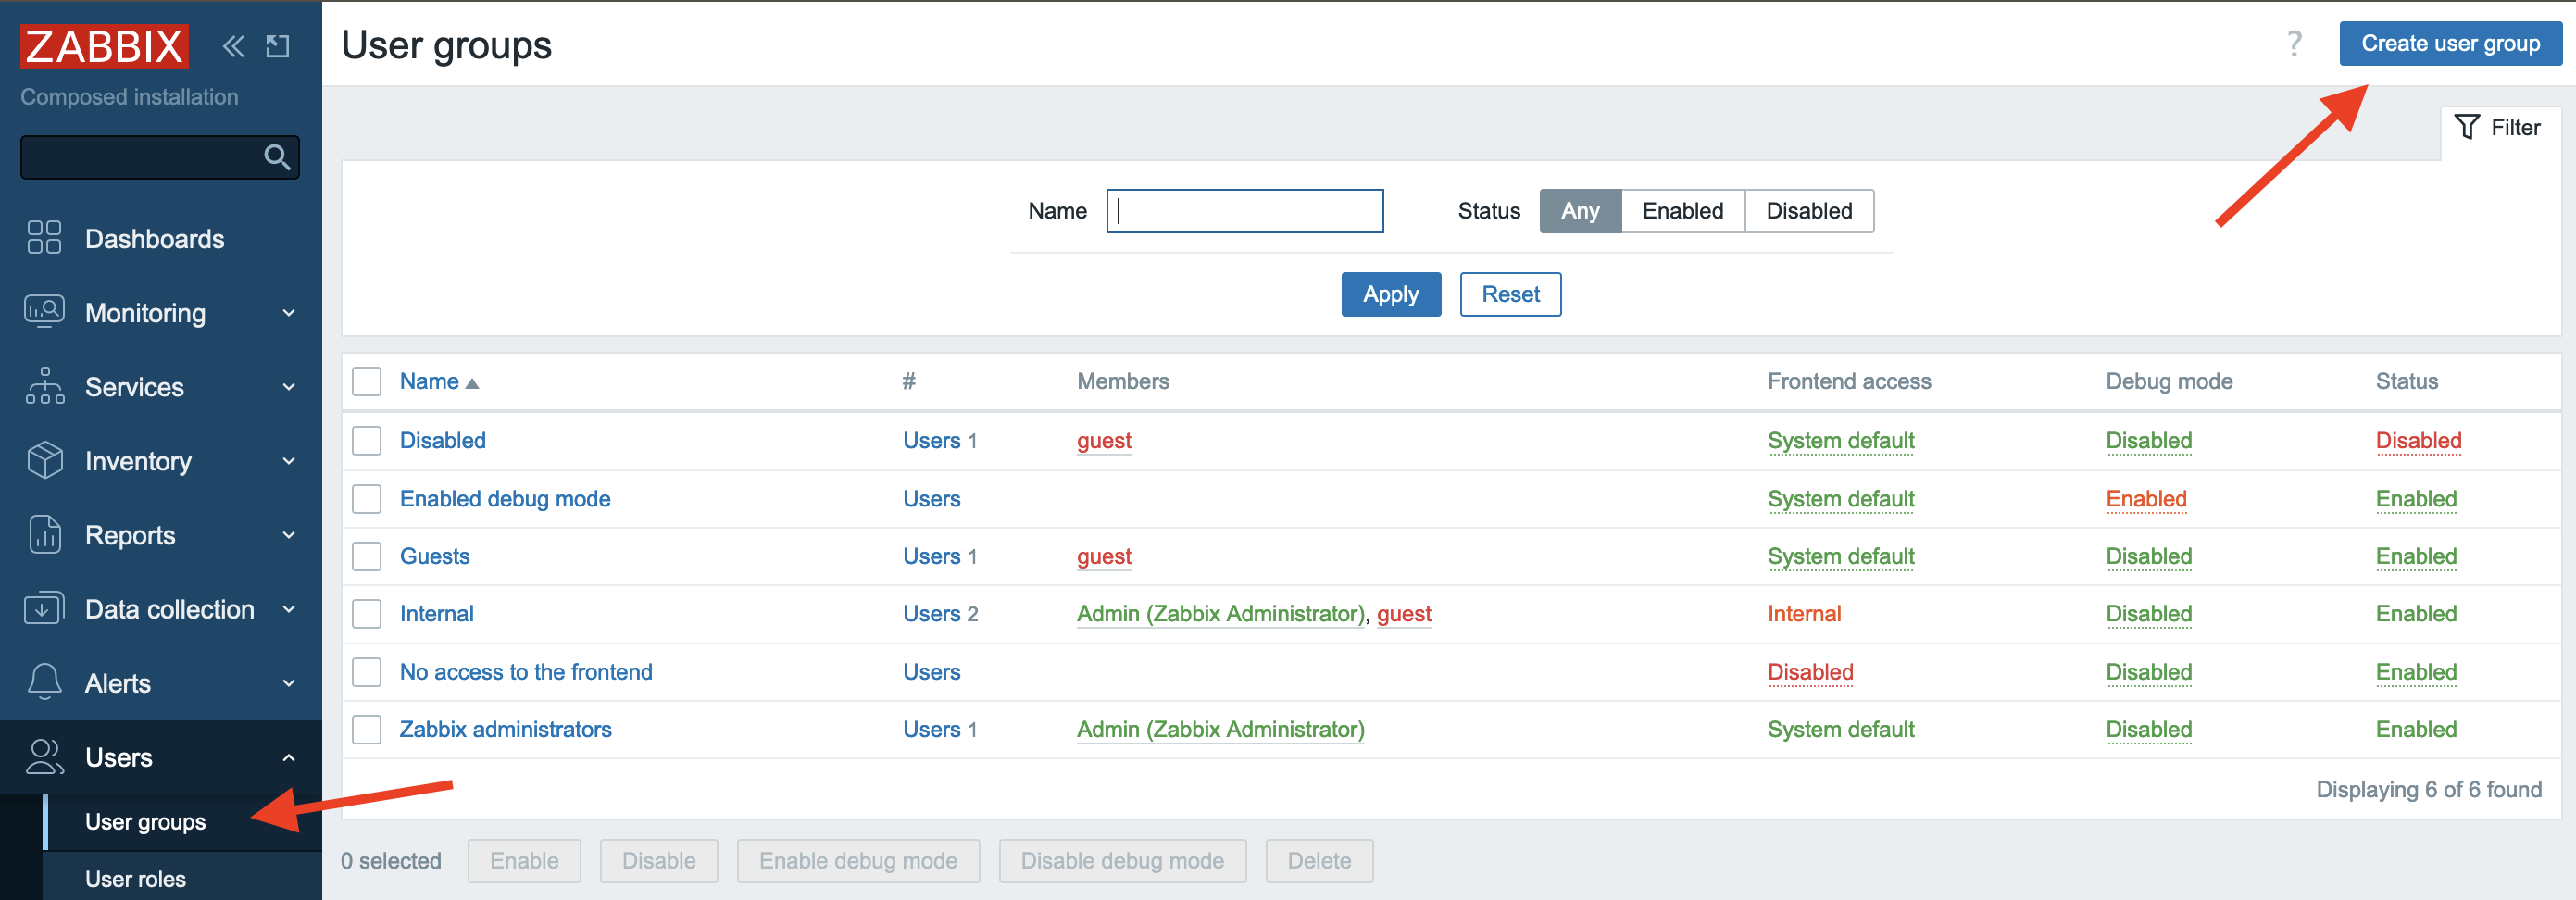 ZABBIX
Composed installation
Dashboards
Monitoring
Services
Inventory
Reports
Data collection
Alerts
Users
User groups
User roles
User groups
? Create user group
Filter
Name Status Any Enabled Disabled
Apply Reset
Name # Members Frontend access Debug mode Status
Disabled Users 1 guest System default Disabled Disabled
Enabled debug mode Users System default Enabled Enabled
Guests Users 1 guest System default Disabled Enabled
Internal Users 2 Admin (Zabbix Administrator), guest Internal Disabled Enabled
No access to the frontend Users Disabled Disabled Enabled
Zabbix administrators Users 1 Admin (Zabbix Administrator) System default Disabled Enabled
Displaying 6 of 6 found
0 selected Enable Disable Enable debug mode Disable debug mode Delete